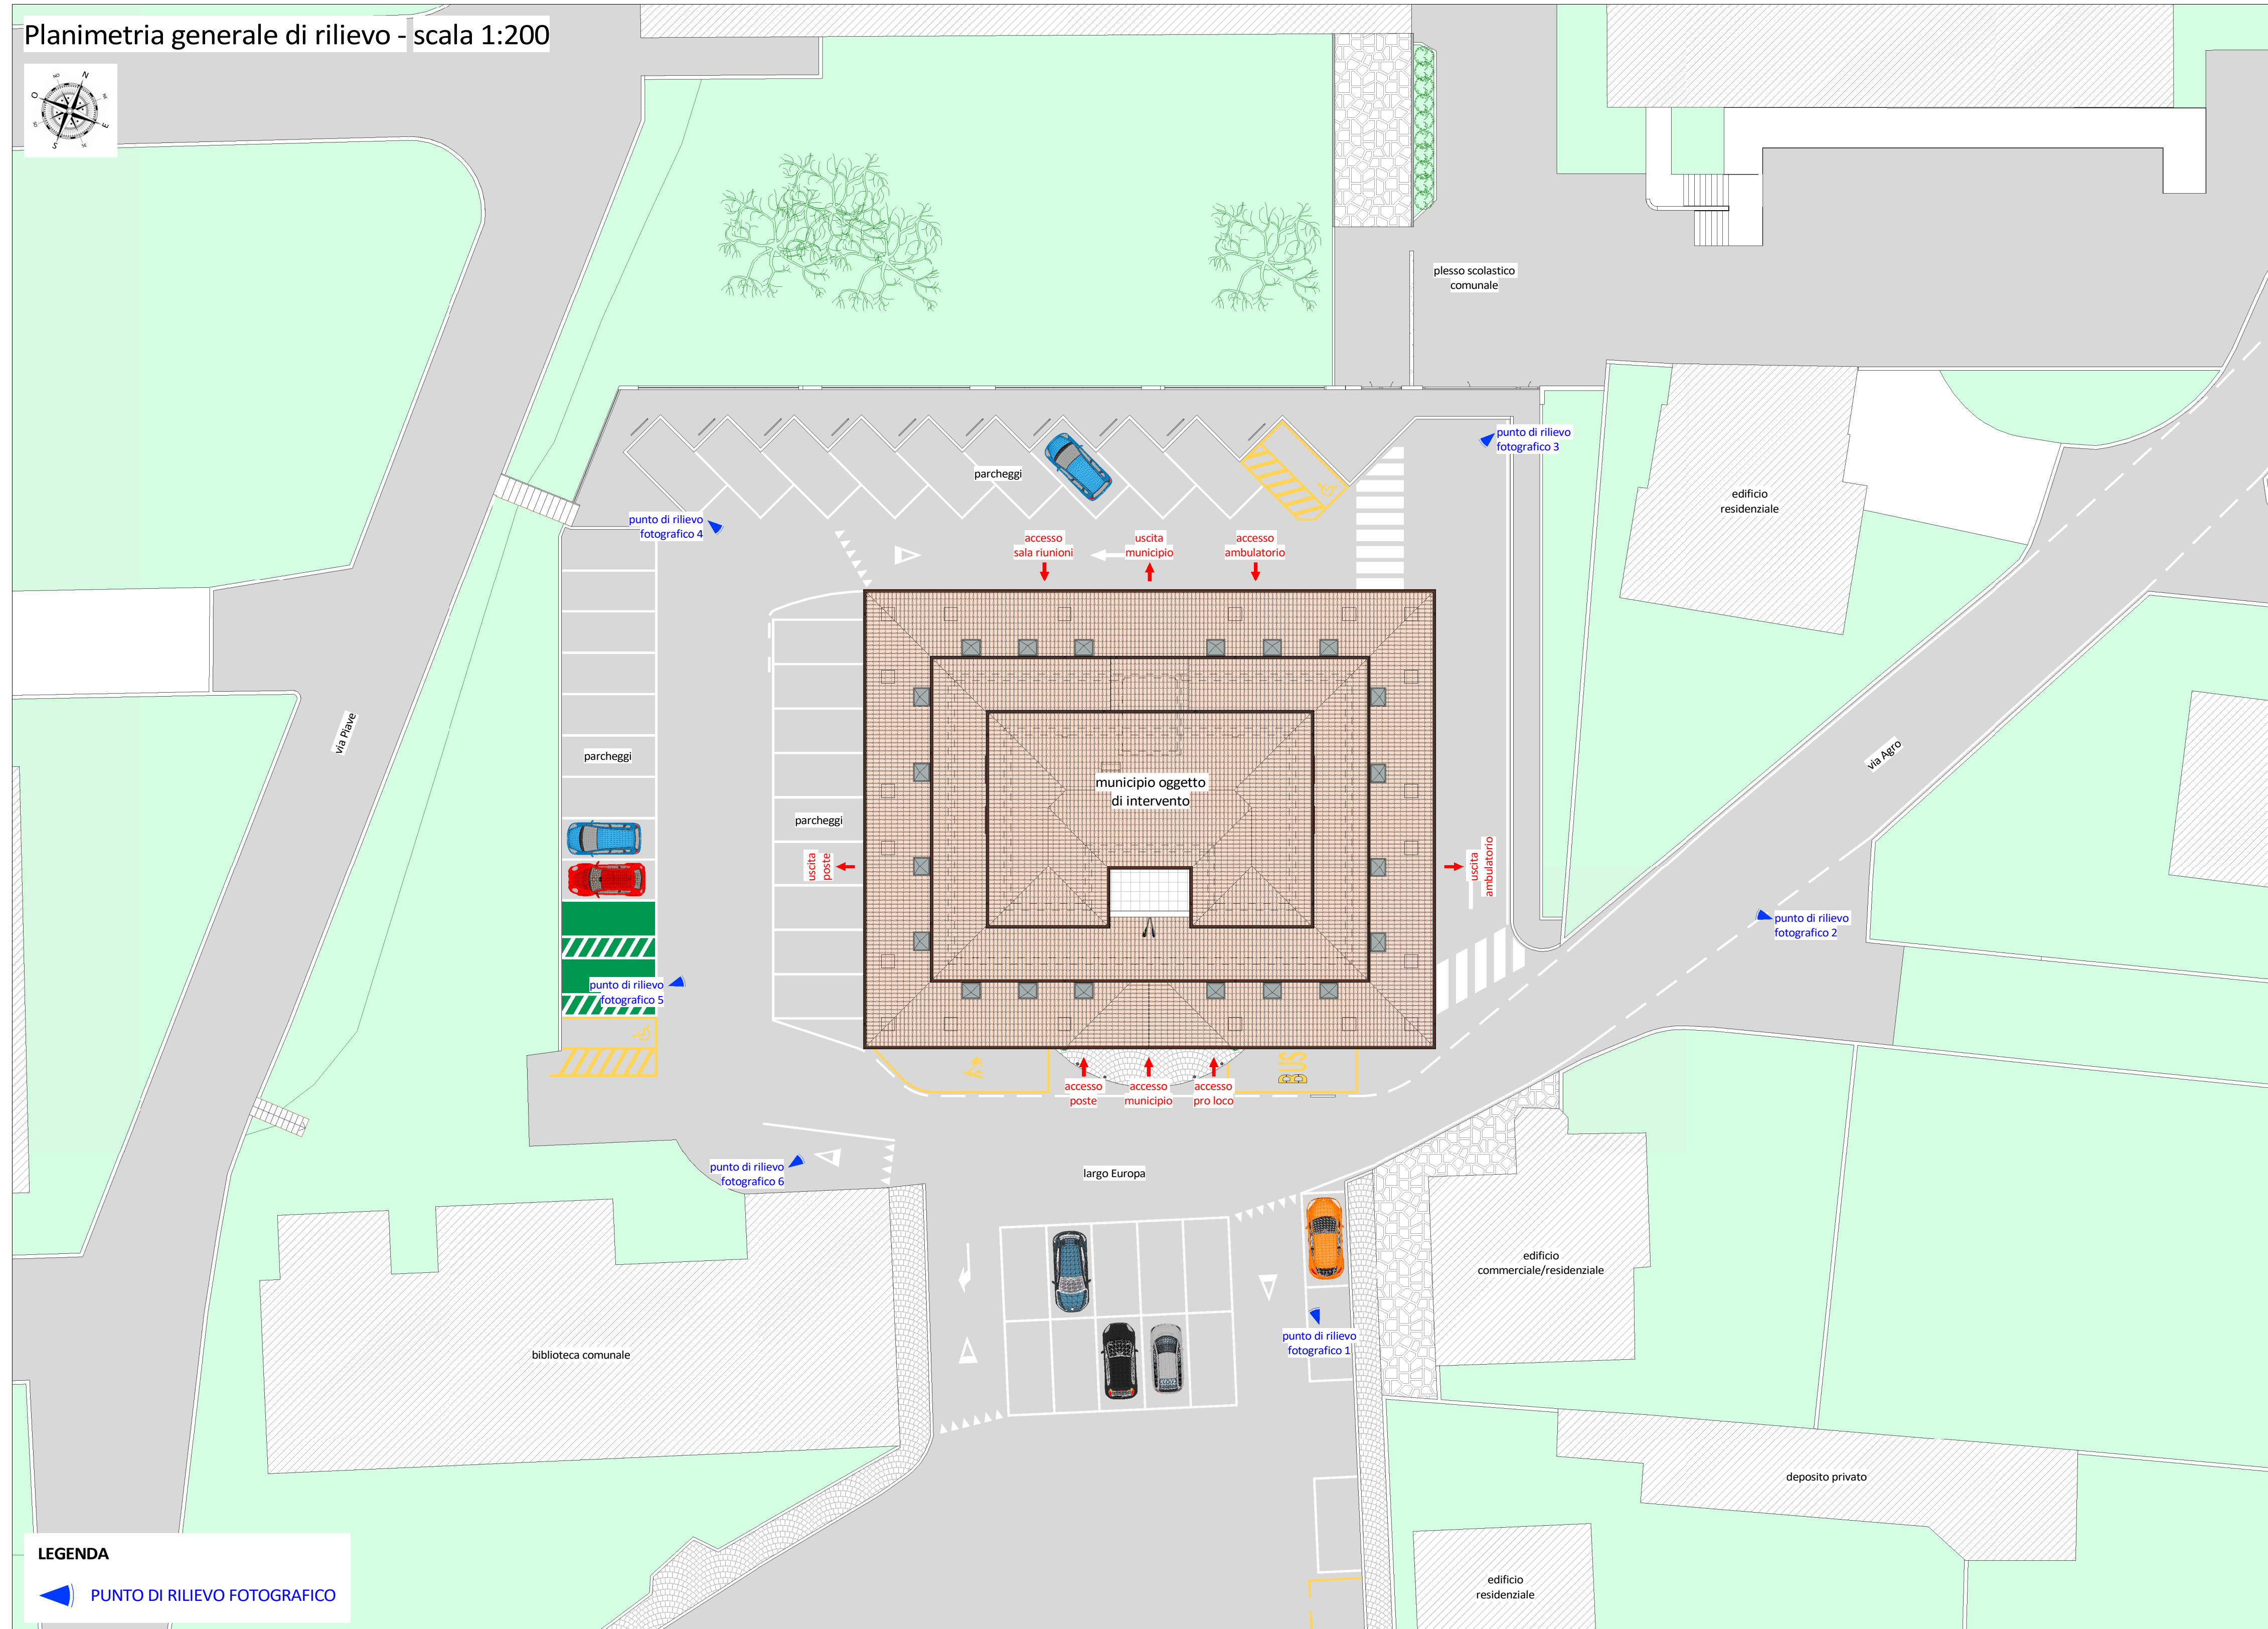 Planimetria generale di rilievo - scala 1:200
N
O
E
S
plesso scolastico
comunale
punto di rilievo
fotografico 3
parcheggi
edificio
residenziale
punto di rilievo
fotografico 4
accesso
sala riunioni
uscita
municipio
accesso
ambulatorio
via Piave
parcheggi
municipio oggetto
di intervento
via Agro
parcheggi
uscita
poste
uscita
ambulatorio
punto di rilievo
fotografico 2
punto di rilievo
fotografico 5
BUS
accesso
poste
accesso
municipio
accesso
pro loco
punto di rilievo
fotografico 6
largo Europa
edificio
commerciale/residenziale
punto di rilievo
fotografico 1
biblioteca comunale
deposito privato
edificio
residenziale
LEGENDA
PUNTO DI RILIEVO FOTOGRAFICO